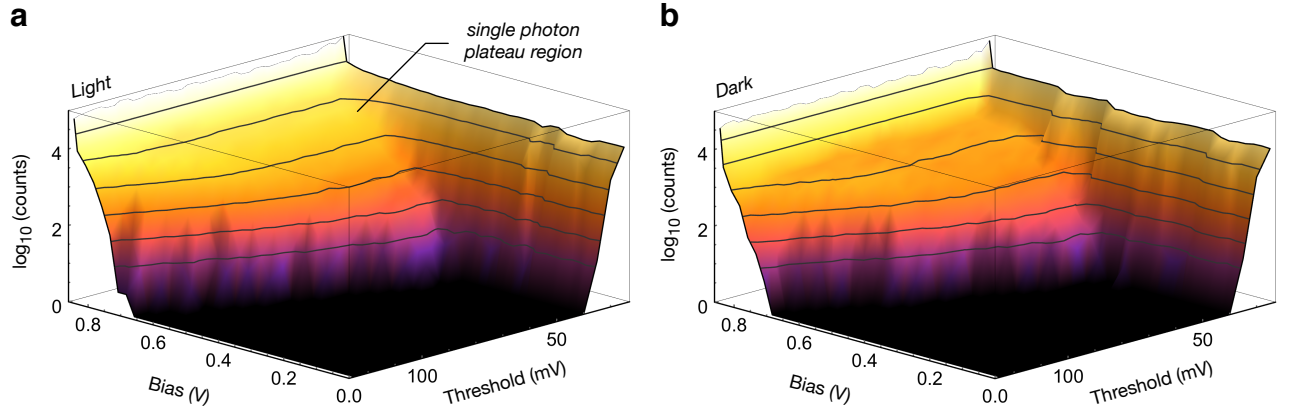 a
single photon
plateau region
Light
log10 (counts)
4
2
0
0.8
0.6
0.4
0.2
0.0
Bias (V)
100
50
Threshold (mV)
b
Dark
log10 (counts)
4
2
0
0.8
0.6
0.4
0.2
0.0
Bias (V)
100
50
Threshold (mV)